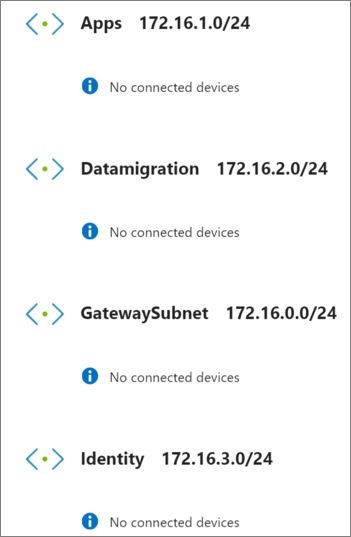 Apps 172.16.1.0/24
No connected devices
Datamigration 172.16.2.0/24
No connected devices
GatewaySubnet 172.16.0.0/24
No connected devices
Identity 172.16.3.0/24
No connected devices